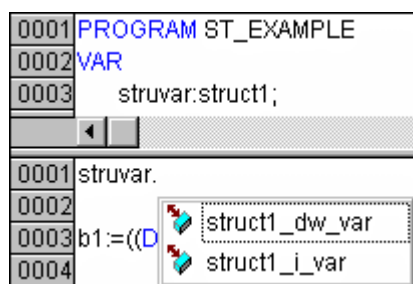 0001 PROGRAM ST_EXAMPLE
0002 VAR
0003 struvar:struct1;
0001 struvar.
0002
struct1_dw_var
0003 b1:=((D
struct1_i_var
0004